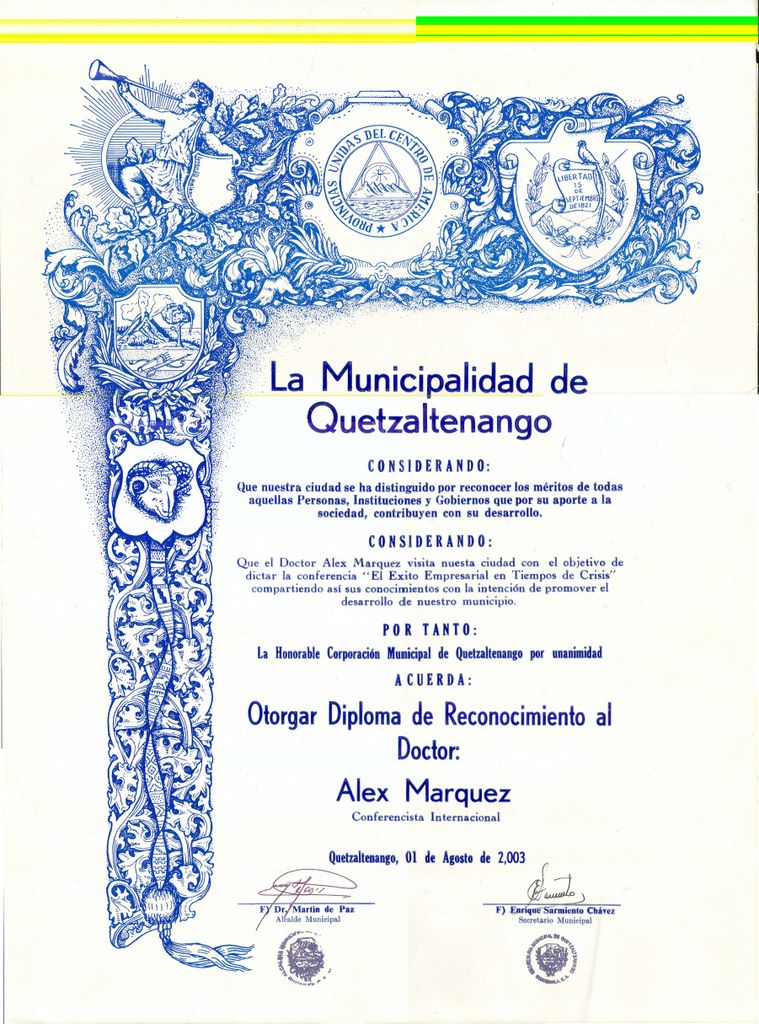 PROVINCIAS UNIDAS DEL CENTRO DE AMERICA
LIBERTAD
15
DE
SEPTIEMBRE
DE 1821
La Municipalidad de
Quetzaltenango
CONSIDERANDO:
Que nuestra ciudad se ha distinguido por reconocer los méritos de todas
aquellas Personas, Instituciones y Gobiernos que por su aporte a la
sociedad, contribuyen con su desarrollo.
CONSIDERANDO:
Que el Doctor Alex Marquez visita nuesta ciudad con el objetivo de
dictar la conferencia "El Exito Empresarial en Tiempos de Crisis"
compartiendo así sus conocimientos con la intención de promover el
desarrollo de nuestro municipio.
POR TANTO:
La Honorable Corporación Municipal de Quetzaltenango por unanimidad
ACUERDA:
Otorgar Diploma de Reconocimiento al
Doctor:
Alex Marquez
Conferencista Internacional
Quetzaltenango, 01 de Agosto de 2,003
F) Dr. Martin de Paz
Alcalde Municipal
F) Enrique Sarmiento Chávez
Secretario Municipal